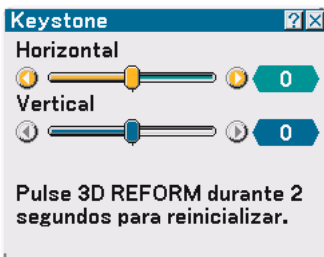 Keystone
Horizontal
0
Vertical
0
Pulse 3D REFORM durante 2
segundos para reinicializar.